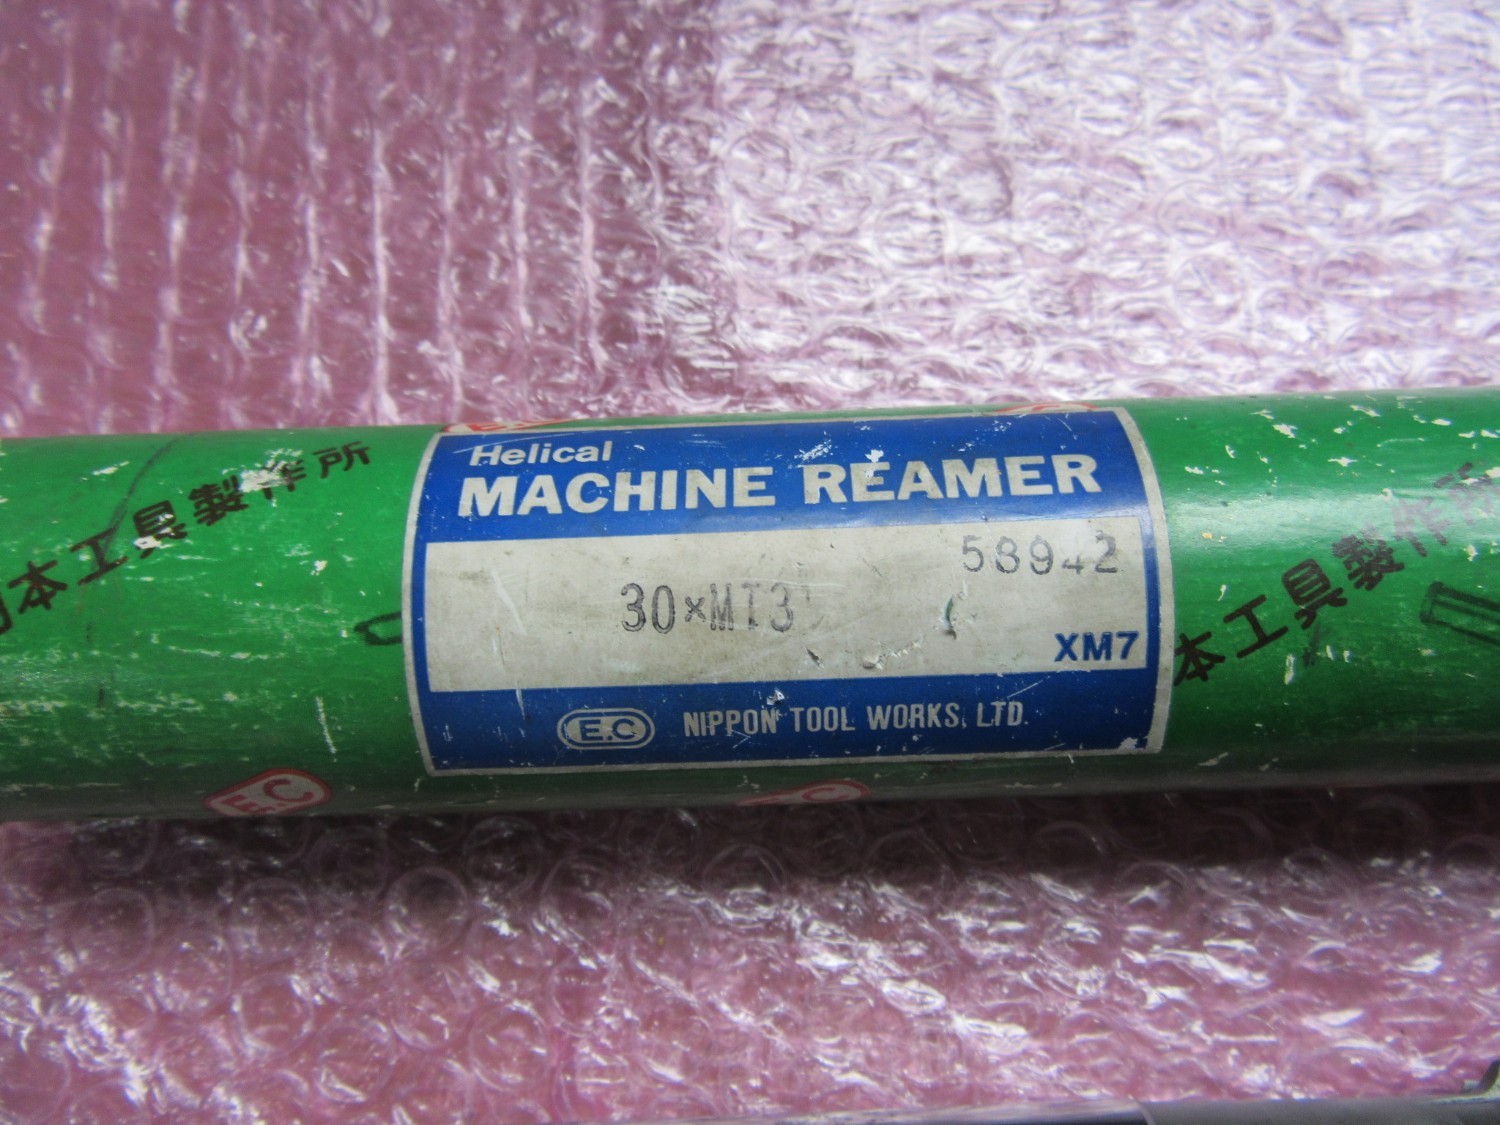 Helical
MACHINE REAMER
58942
30×MT3
XM7
E.C NIPPON TOOL WORKS, LTD.
本工具製作所
本工具製作所
E.C